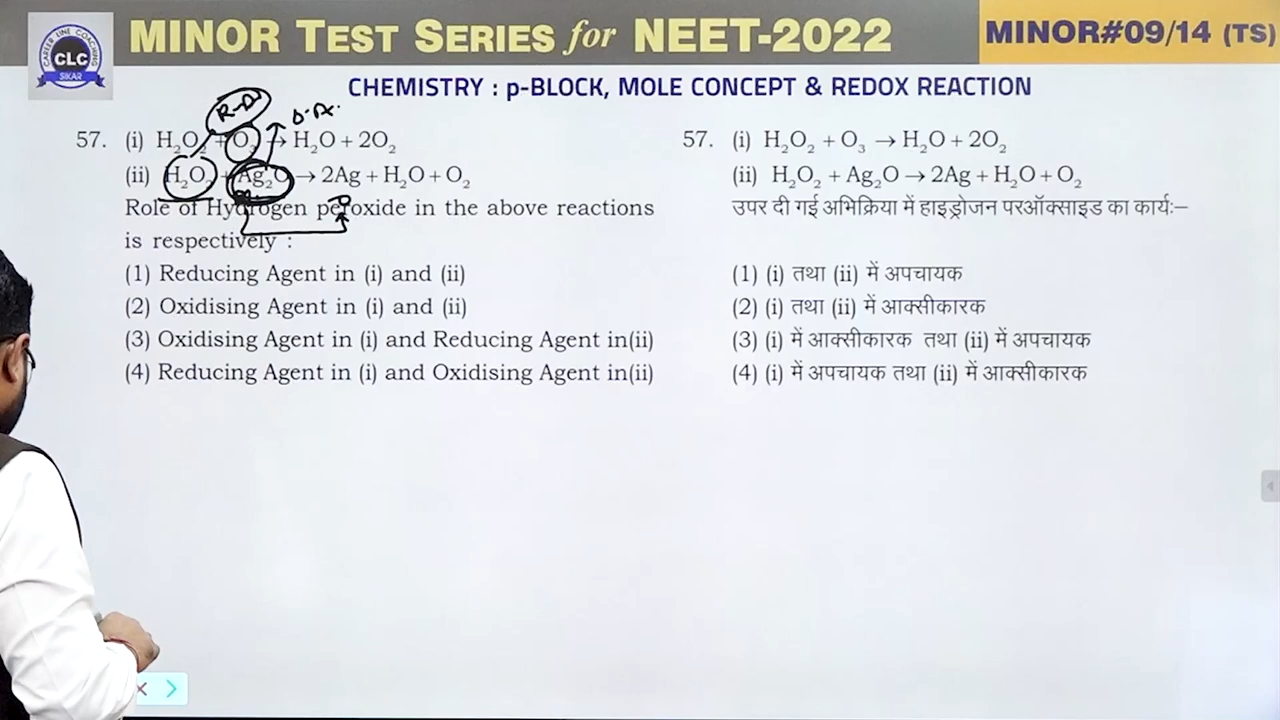 MINOR TEST SERIES for NEET-2022
MINOR#09/14 (TS)
CAREER LINE COACHING
CLC
SIKAR
CHEMISTRY : p-BLOCK, MOLE CONCEPT & REDOX REACTION
57. (i) H₂O₂ + O₃ → H₂O + 2O₂
(ii) H₂O₂ + Ag₂O → 2Ag + H₂O + O₂
Role of Hydrogen peroxide in the above reactions
is respectively :
(1) Reducing Agent in (i) and (ii)
(2) Oxidising Agent in (i) and (ii)
(3) Oxidising Agent in (i) and Reducing Agent in(ii)
(4) Reducing Agent in (i) and Oxidising Agent in(ii)
57. (i) H₂O₂ + O₃ → H₂O + 2O₂
(ii) H₂O₂ + Ag₂O → 2Ag + H₂O + O₂
उपर दी गई अभिक्रिया में हाइड्रोजन परऑक्साइड का कार्यः–
(1) (i) तथा (ii) में अपचायक
(2) (i) तथा (ii) में आक्सीकारक
(3) (i) में आक्सीकारक तथा (ii) में अपचायक
(4) (i) में अपचायक तथा (ii) में आक्सीकारक